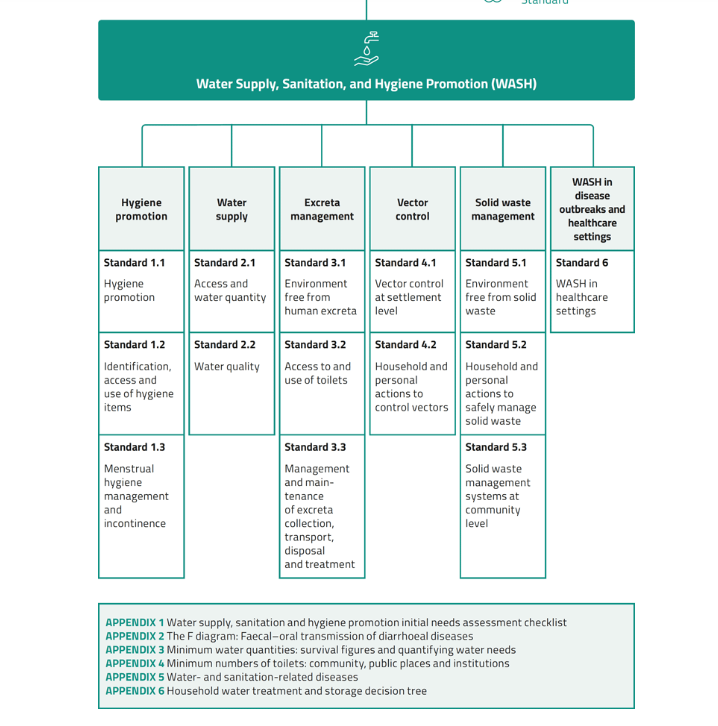 Standard
Water Supply, Sanitation, and Hygiene Promotion (WASH)
Hygiene
promotion
Water
supply
Excreta
management
Vector
control
Solid waste
management
WASH in
disease
outbreaks and
healthcare
settings
Standard 1.1
Hygiene
promotion
Standard 2.1
Access and
water quantity
Standard 3.1
Environment
free from
human excreta
Standard 4.1
Vector control
at settlement
level
Standard 5.1
Environment
free from solid
waste
Standard 6
WASH in
healthcare
settings
Standard 1.2
Identification,
access and
use of hygiene
items
Standard 2.2
Water quality
Standard 3.2
Access to and
use of toilets
Standard 4.2
Household and
personal
actions to
control vectors
Standard 5.2
Household and
personal
actions to
safely manage
solid waste
Standard 1.3
Menstrual
hygiene
management
and
incontinence
Standard 3.3
Management
and main-
tenance
of excreta
collection,
transport,
disposal
and treatment
Standard 5.3
Solid waste
management
systems at
community
level
APPENDIX 1 Water supply, sanitation and hygiene promotion initial needs assessment checklist
APPENDIX 2 The F diagram: Faecal–oral transmission of diarrhoeal diseases
APPENDIX 3 Minimum water quantities: survival figures and quantifying water needs
APPENDIX 4 Minimum numbers of toilets: community, public places and institutions
APPENDIX 5 Water- and sanitation-related diseases
APPENDIX 6 Household water treatment and storage decision tree